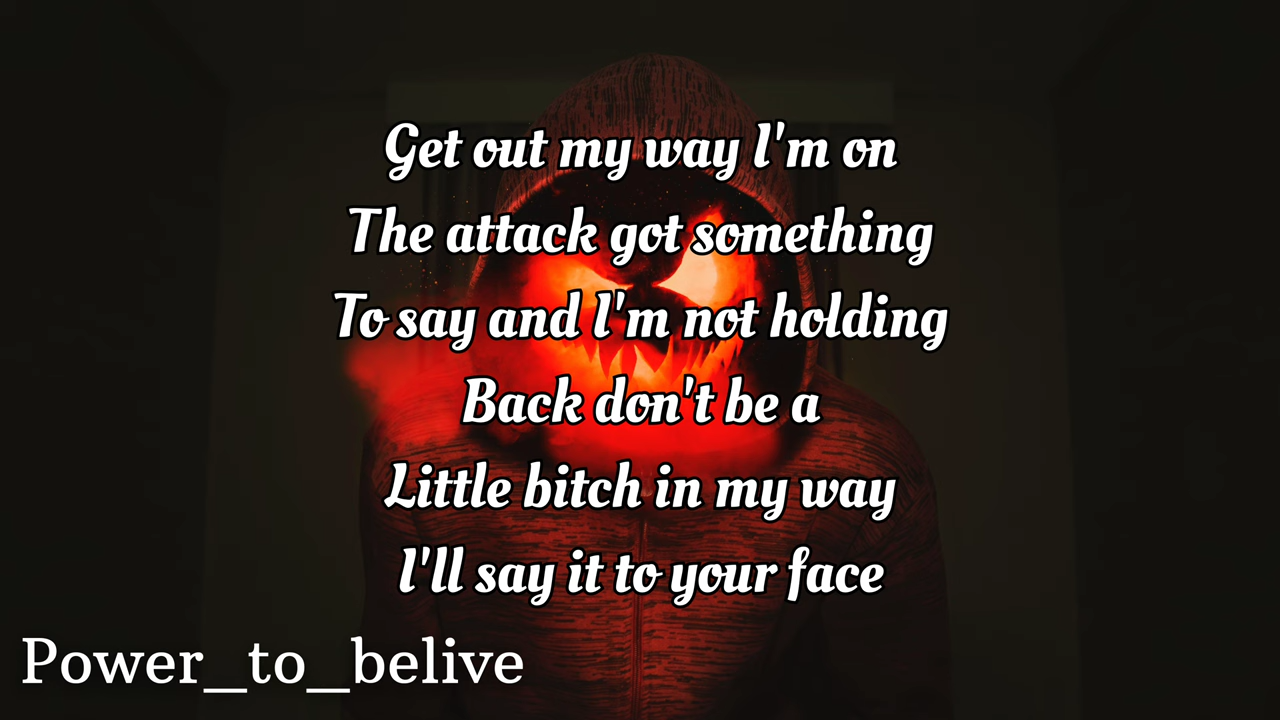 Get out my way I'm on
The attack got something
To say and I'm not holding
Back don't be a
Little bitch in my way
I'll say it to your face
Power_to_belive